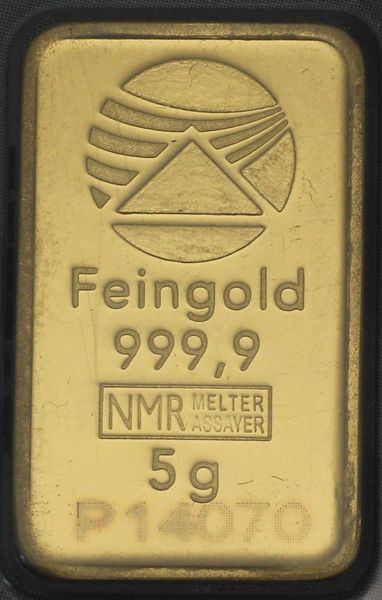 Feingold
999,9
NMR MELTER ASSAYER
5g
P14070